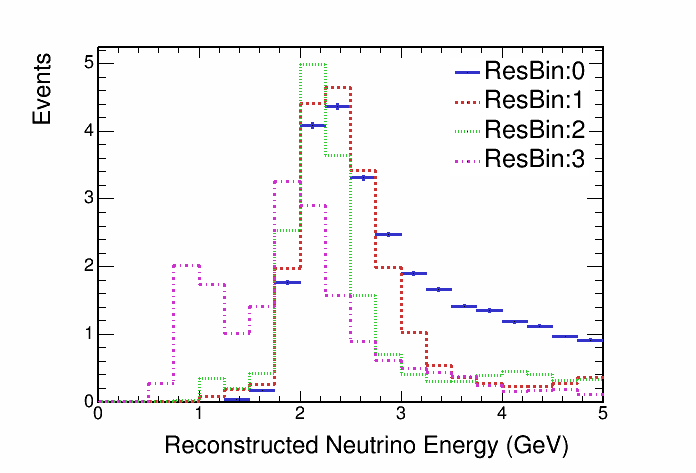 Events
5
4
3
2
1
0
0 1 2 3 4 5
Reconstructed Neutrino Energy (GeV)
ResBin:0
ResBin:1
ResBin:2
ResBin:3